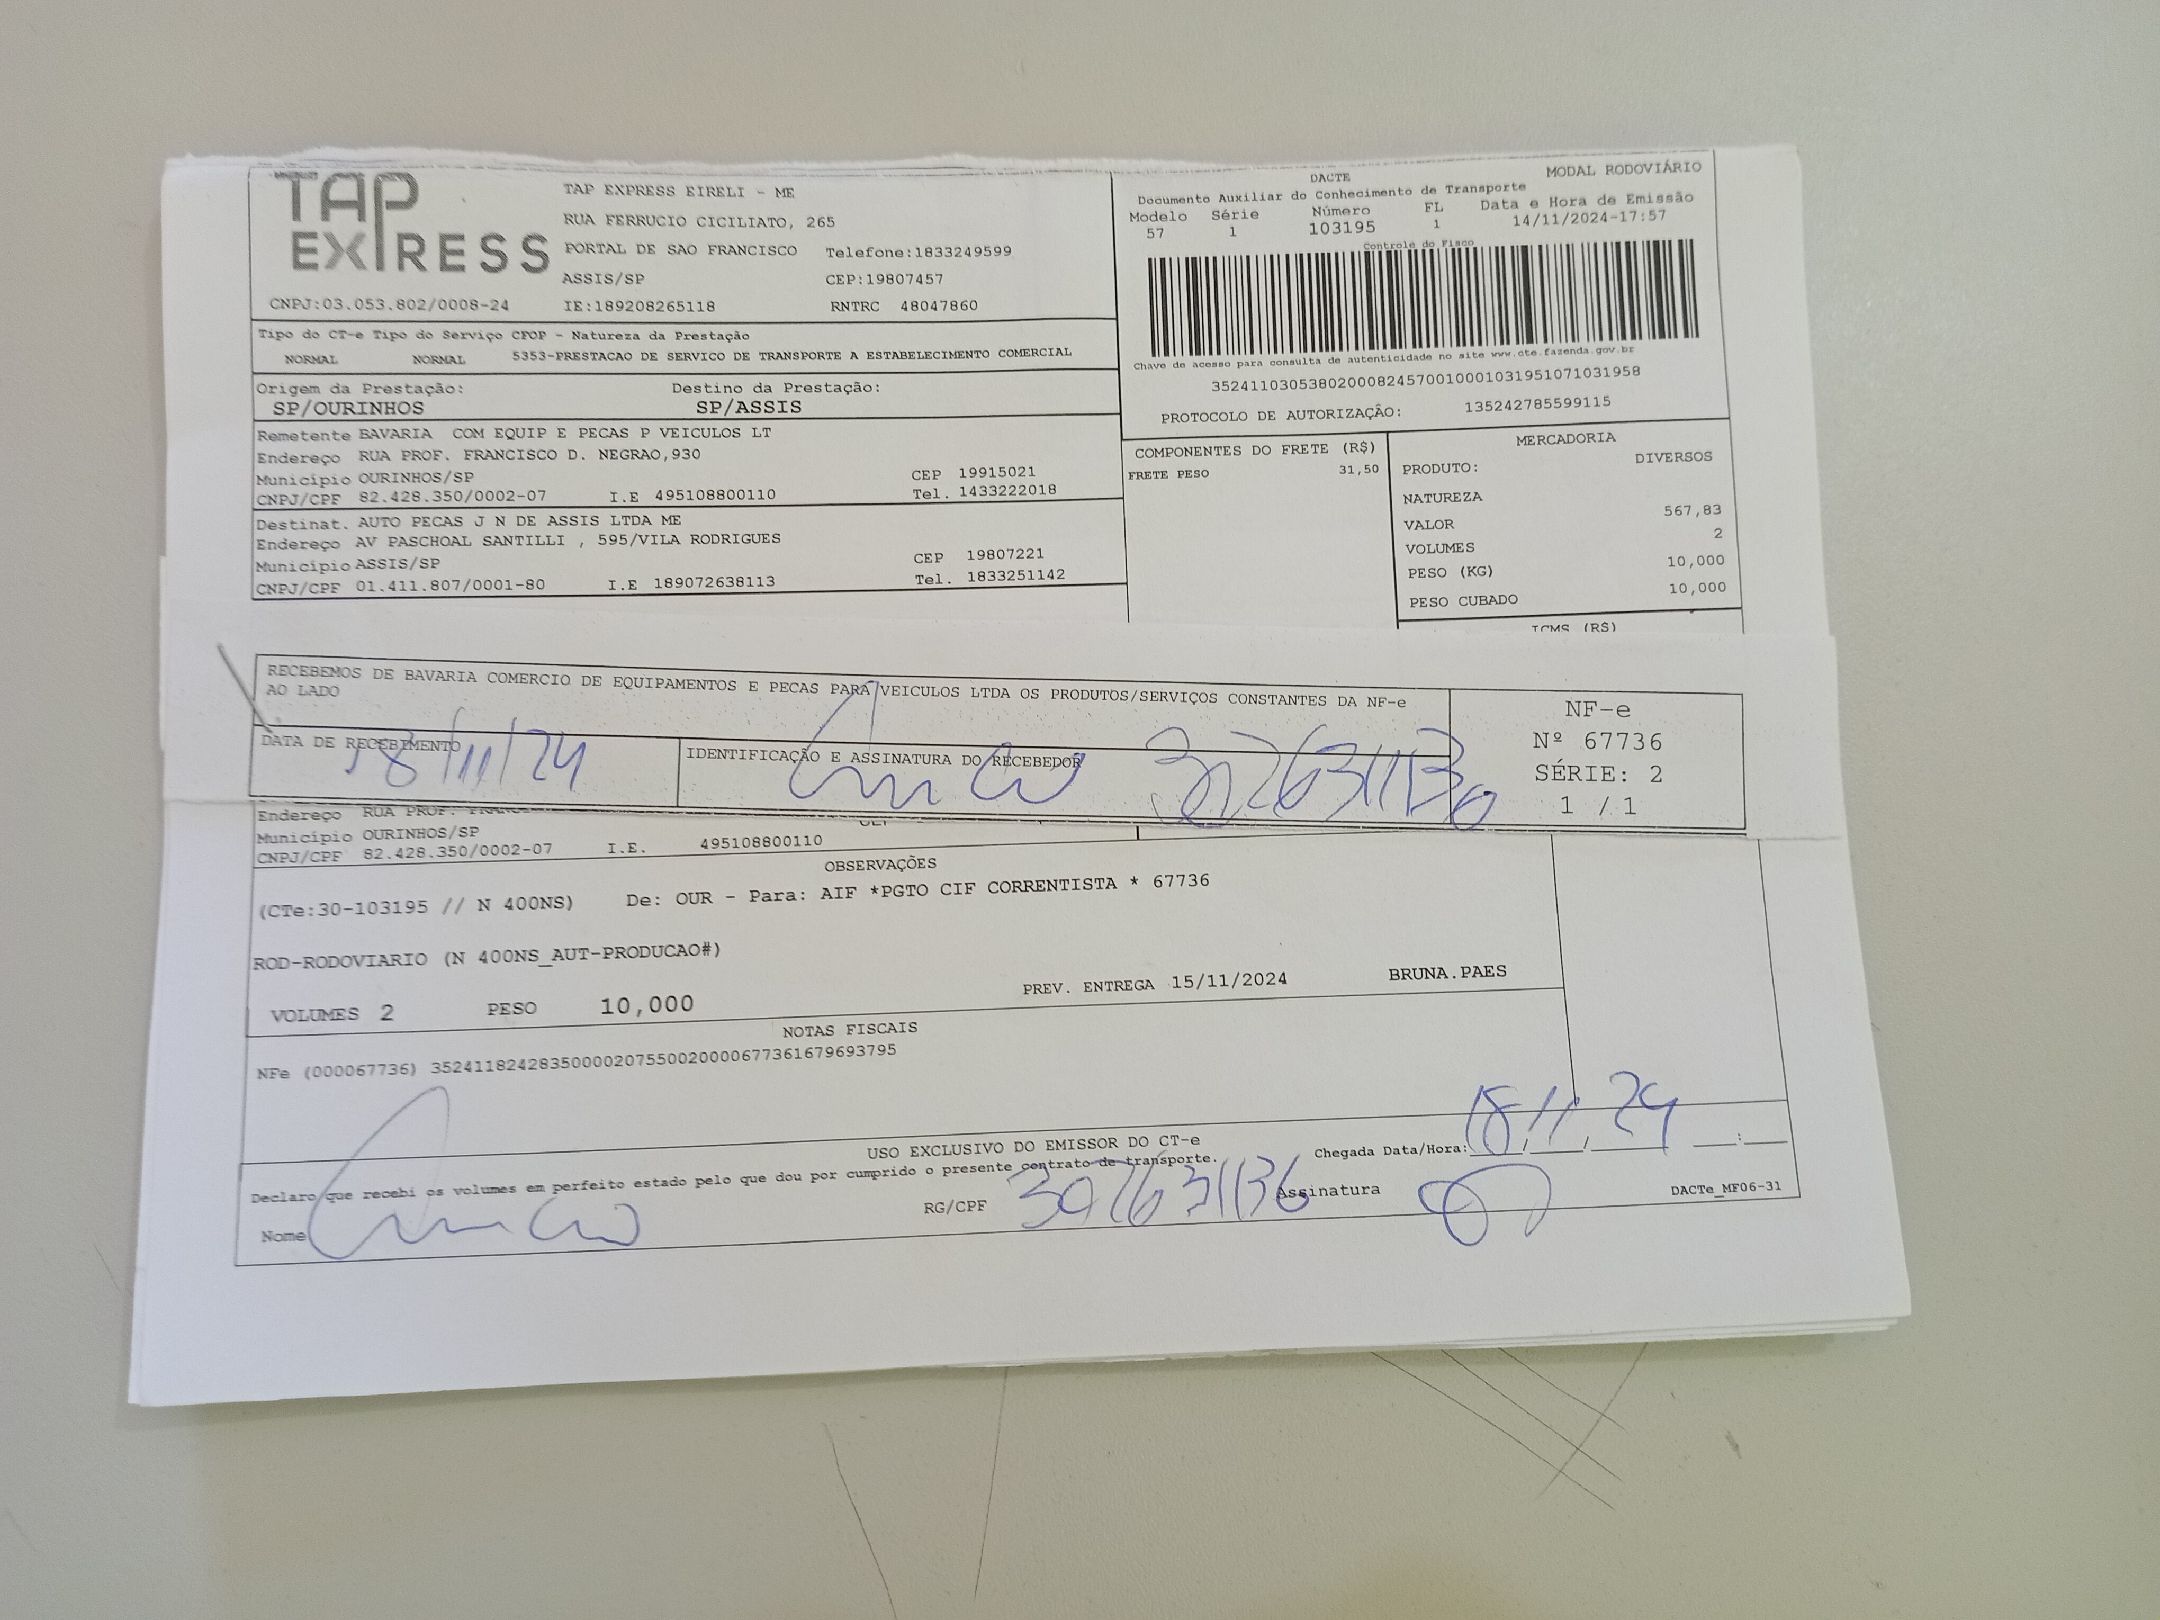 TAP EXPRESS
TAP EXPRESS EIRELI - ME
RUA FERRUCIO CICILIATO, 265
PORTAL DE SAO FRANCISCO Telefone:1833249599
ASSIS/SP CEP:19807457
CNPJ:03.053.802/0008-24 IE:189208265118 RNTRC 48047860
DACTE MODAL RODOVIÁRIO
Documento Auxiliar do Conhecimento de Transporte
Modelo Série Número FL Data e Hora de Emissão
57 1 103195 1 14/11/2024-17:57
Controle do Fisco
Chave de acesso para consulta de autenticidade no site www.cte.fazenda.gov.br
35241103053802000824570010001031951071031958
PROTOCOLO DE AUTORIZAÇÃO: 135242785599115
Tipo do CT-e Tipo do Serviço CFOP - Natureza da Prestação
NORMAL NORMAL 5353-PRESTACAO DE SERVICO DE TRANSPORTE A ESTABELECIMENTO COMERCIAL
Origem da Prestação: Destino da Prestação:
SP/OURINHOS SP/ASSIS
Remetente BAVARIA COM EQUIP E PECAS P VEICULOS LT
Endereço RUA PROF. FRANCISCO D. NEGRAO,930
Município OURINHOS/SP CEP 19915021
CNPJ/CPF 82.428.350/0002-07 I.E 495108800110 Tel. 1433222018
Destinat. AUTO PECAS J N DE ASSIS LTDA ME
Endereço AV PASCHOAL SANTILLI , 595/VILA RODRIGUES
Município ASSIS/SP CEP 19807221
CNPJ/CPF 01.411.807/0001-80 I.E 189072638113 Tel. 1833251142
COMPONENTES DO FRETE (R$)
FRETE PESO 31,50
MERCADORIA
PRODUTO: DIVERSOS
NATUREZA
VALOR 567,83
VOLUMES 2
PESO (KG) 10,000
PESO CUBADO 10,000
ICMS (R$)
RECEBEMOS DE BAVARIA COMERCIO DE EQUIPAMENTOS E PECAS PARA VEICULOS LTDA OS PRODUTOS/SERVIÇOS CONSTANTES DA NF-e
AO LADO
DATA DE RECEBIMENTO
18/11/24
IDENTIFICAÇÃO E ASSINATURA DO RECEBEDOR
NF-e
Nº 67736
SÉRIE: 2
1 / 1
Endereço RUA PROF.
Município OURINHOS/SP
CNPJ/CPF 82.428.350/0002-07 I.E. 495108800110
OBSERVAÇÕES
(CTe:30-103195 // N 400NS) De: OUR - Para: AIF *PGTO CIF CORRENTISTA * 67736
ROD-RODOVIARIO (N 400NS_AUT-PRODUCAO#)
PREV. ENTREGA 15/11/2024 BRUNA.PAES
VOLUMES 2 PESO 10,000
NOTAS FISCAIS
NFe (000067736) 35241182428350000207550020000677361679693795
USO EXCLUSIVO DO EMISSOR DO CT-e
Chegada Data/Hora: 18/11/24 __:__
Declaro que recebi os volumes em perfeito estado pelo que dou por cumprido o presente contrato de transporte.
Nome RG/CPF 307631136 Assinatura DACTe_MF06-31